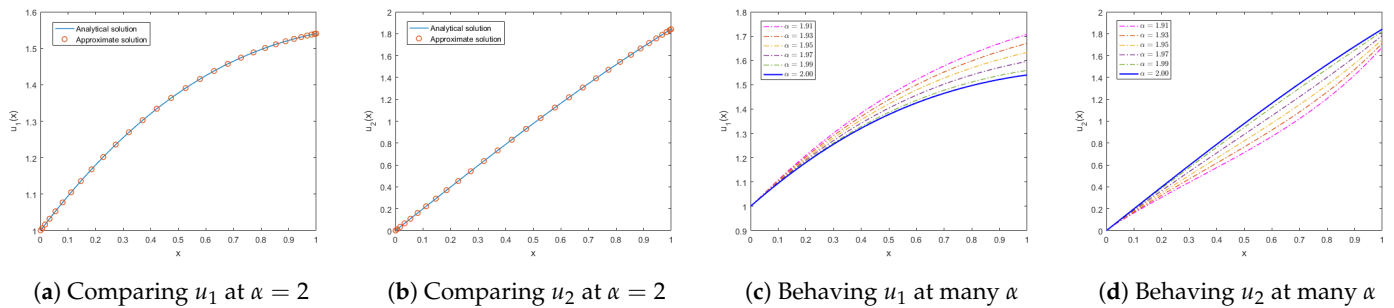 1.6
1.5
1.4
1.3
1.2
1.1
1
u1(x)
Analytical solution
Approximate solution
0 0.1 0.2 0.3 0.4 0.5 0.6 0.7 0.8 0.9 1
x
(a) Comparing u1 at α = 2
2
1.8
1.6
1.4
1.2
1
0.8
0.6
0.4
0.2
0
u2(x)
Analytical solution
Approximate solution
0 0.1 0.2 0.3 0.4 0.5 0.6 0.7 0.8 0.9 1
x
(b) Comparing u2 at α = 2
1.8
1.7
1.6
1.5
1.4
1.3
1.2
1.1
1
0.9
u1(x)
α = 1.91
α = 1.93
α = 1.95
α = 1.97
α = 1.99
α = 2.00
0 0.1 0.2 0.3 0.4 0.5 0.6 0.7 0.8 0.9 1
x
(c) Behaving u1 at many α
2
1.8
1.6
1.4
1.2
1
0.8
0.6
0.4
0.2
0
u2(x)
α = 1.91
α = 1.93
α = 1.95
α = 1.97
α = 1.99
α = 2.00
0 0.1 0.2 0.3 0.4 0.5 0.6 0.7 0.8 0.9 1
x
(d) Behaving u2 at many α